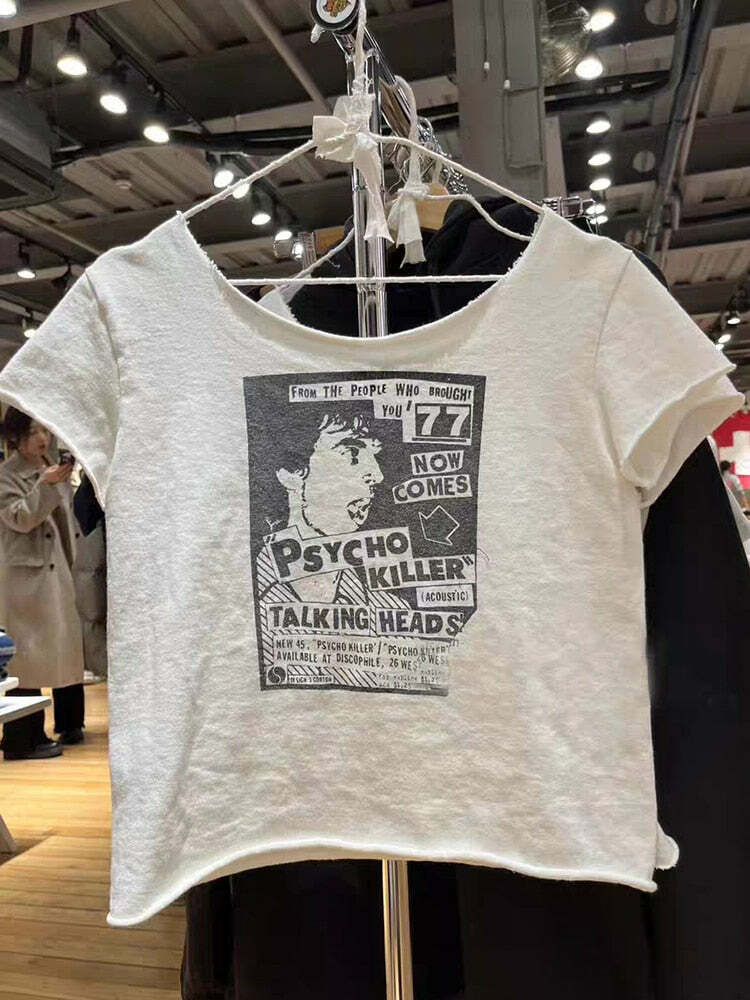 FROM THE PEOPLE WHO BROUGHT
YOU '77
NOW
COMES
PSYCHO
KILLER"
(ACOUSTIC)
TALKING HEADS
NEW 45, "PSYCHO KILLER"/"PSYCHO KILLER"
AVAILABLE AT DISCOPHILE, 26 WEST